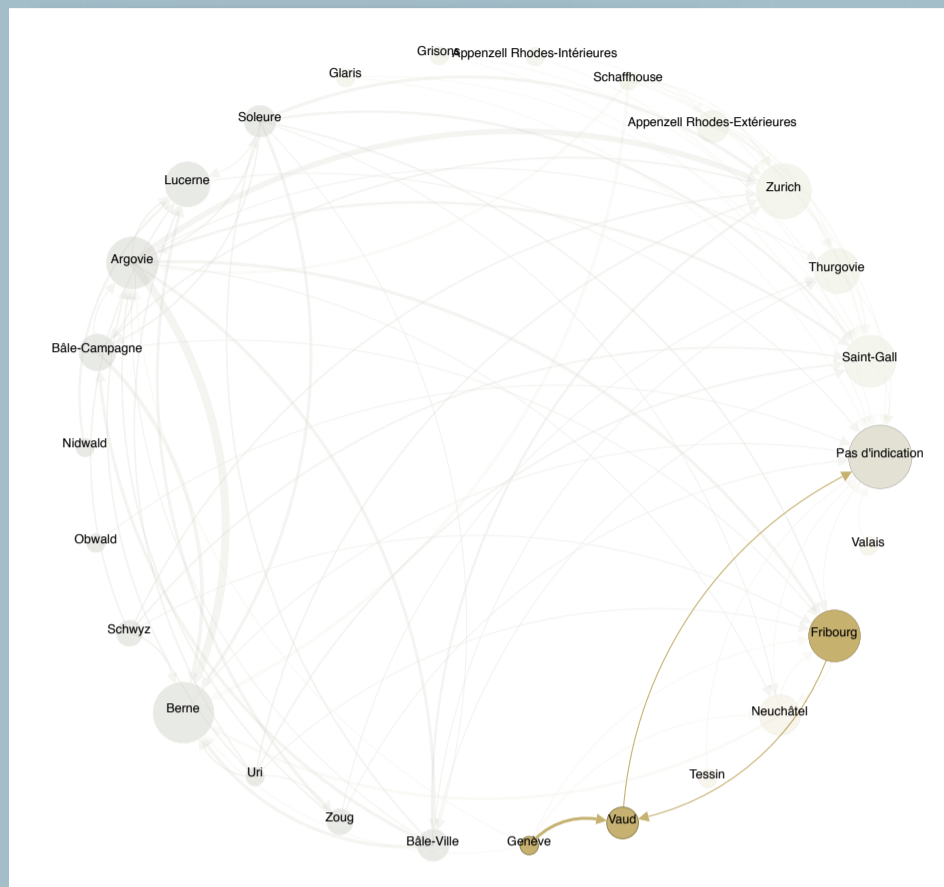 Grisons
Appenzell Rhodes-Intérieures
Glaris
Schaffhouse
Soleure
Appenzell Rhodes-Extérieures
Lucerne
Zurich
Argovie
Thurgovie
Bâle-Campagne
Saint-Gall
Nidwald
Pas d'indication
Obwald
Valais
Schwyz
Fribourg
Berne
Neuchâtel
Uri
Tessin
Zoug
Vaud
Bâle-Ville
Genève